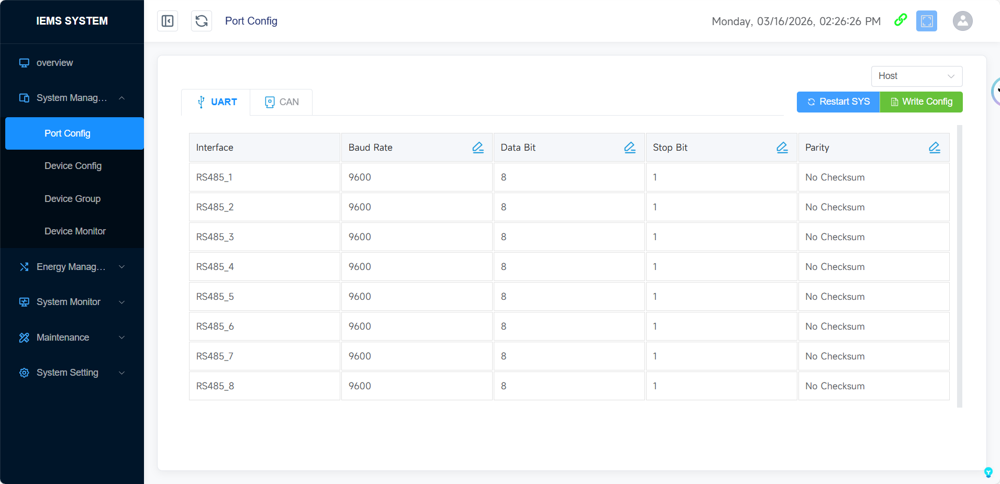 IEMS SYSTEM
Port Config
Monday, 03/16/2026, 02:26:26 PM
overview
System Manag...
Port Config
Device Config
Device Group
Device Monitor
Energy Manag...
System Monitor
Maintenance
System Setting
Host
UART CAN
Restart SYS Write Config
Interface Baud Rate Data Bit Stop Bit Parity
RS485_1 9600 8 1 No Checksum
RS485_2 9600 8 1 No Checksum
RS485_3 9600 8 1 No Checksum
RS485_4 9600 8 1 No Checksum
RS485_5 9600 8 1 No Checksum
RS485_6 9600 8 1 No Checksum
RS485_7 9600 8 1 No Checksum
RS485_8 9600 8 1 No Checksum